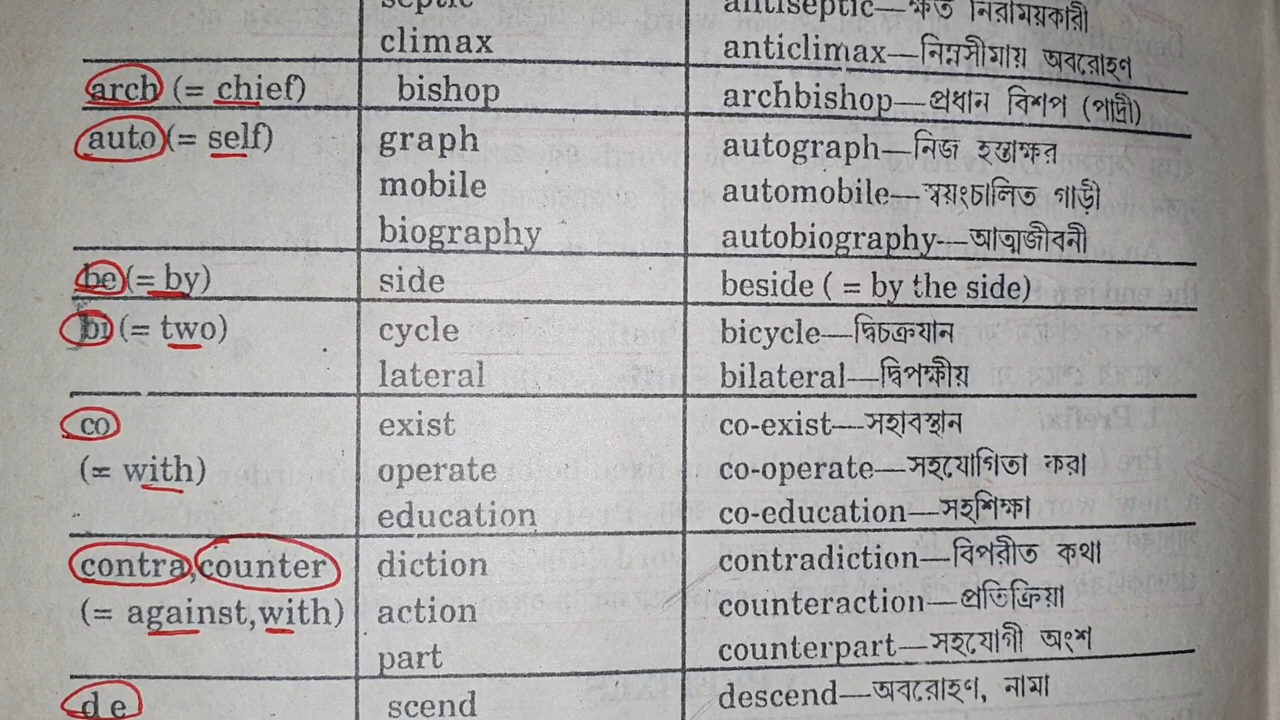 septic antiseptic—ক্ষত নিরাময়কারী
climax anticlimax—নিম্নসীমায় অবরোহণ
arch (= chief) bishop archbishop—প্রধান বিশপ (পাদ্রী)
auto (= self) graph autograph—নিজ হস্তাক্ষর
mobile automobile—স্বয়ংচালিত গাড়ী
biography autobiography—আত্মজীবনী
be (= by) side beside ( = by the side)
bi (= two) cycle bicycle—দ্বিচক্রযান
lateral bilateral—দ্বিপক্ষীয়
co exist co-exist—সহাবস্থান
(= with) operate co-operate—সহযোগিতা করা
education co-education—সহশিক্ষা
contra, counter diction contradiction—বিপরীত কথা
(= against, with) action counteraction—প্রতিক্রিয়া
part counterpart—সহযোগী অংশ
de scend descend—অবরোহণ, নামা